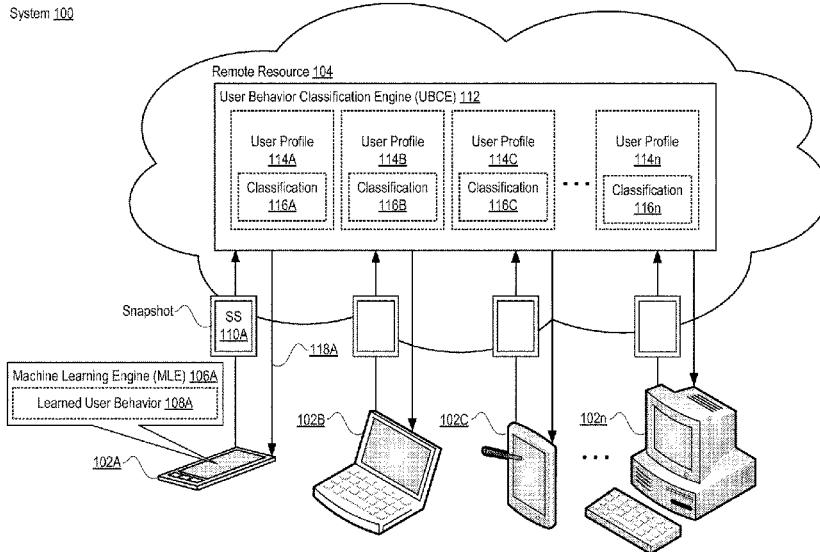 System 100
Remote Resource 104
User Behavior Classification Engine (UBCE) 112
User Profile
114A
Classification
116A
User Profile
114B
Classification
116B
User Profile
114C
Classification
116C
...
User Profile
114n
Classification
116n
Snapshot
SS
110A
118A
Machine Learning Engine (MLE) 106A
Learned User Behavior 108A
102A
102B
102C
...
102n